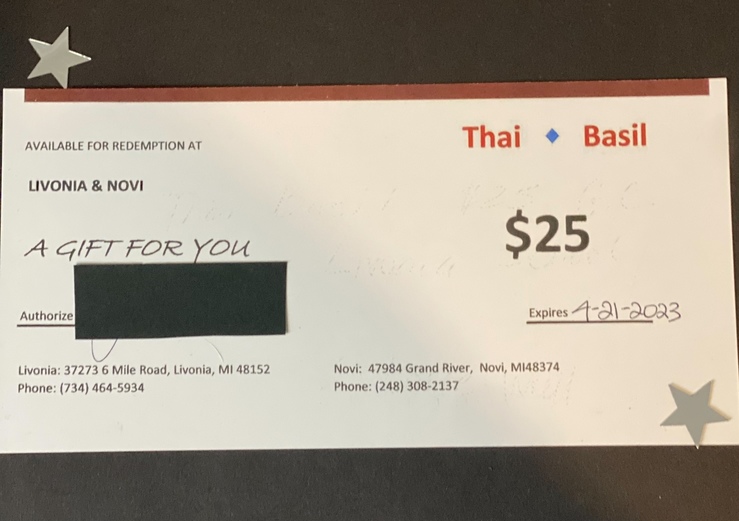 Thai ◆ Basil
AVAILABLE FOR REDEMPTION AT
LIVONIA & NOVI
$25
A GIFT FOR YOU
Authorize
Expires 4-21-2023
Livonia: 37273 6 Mile Road, Livonia, MI 48152
Phone: (734) 464-5934
Novi: 47984 Grand River, Novi, MI48374
Phone: (248) 308-2137